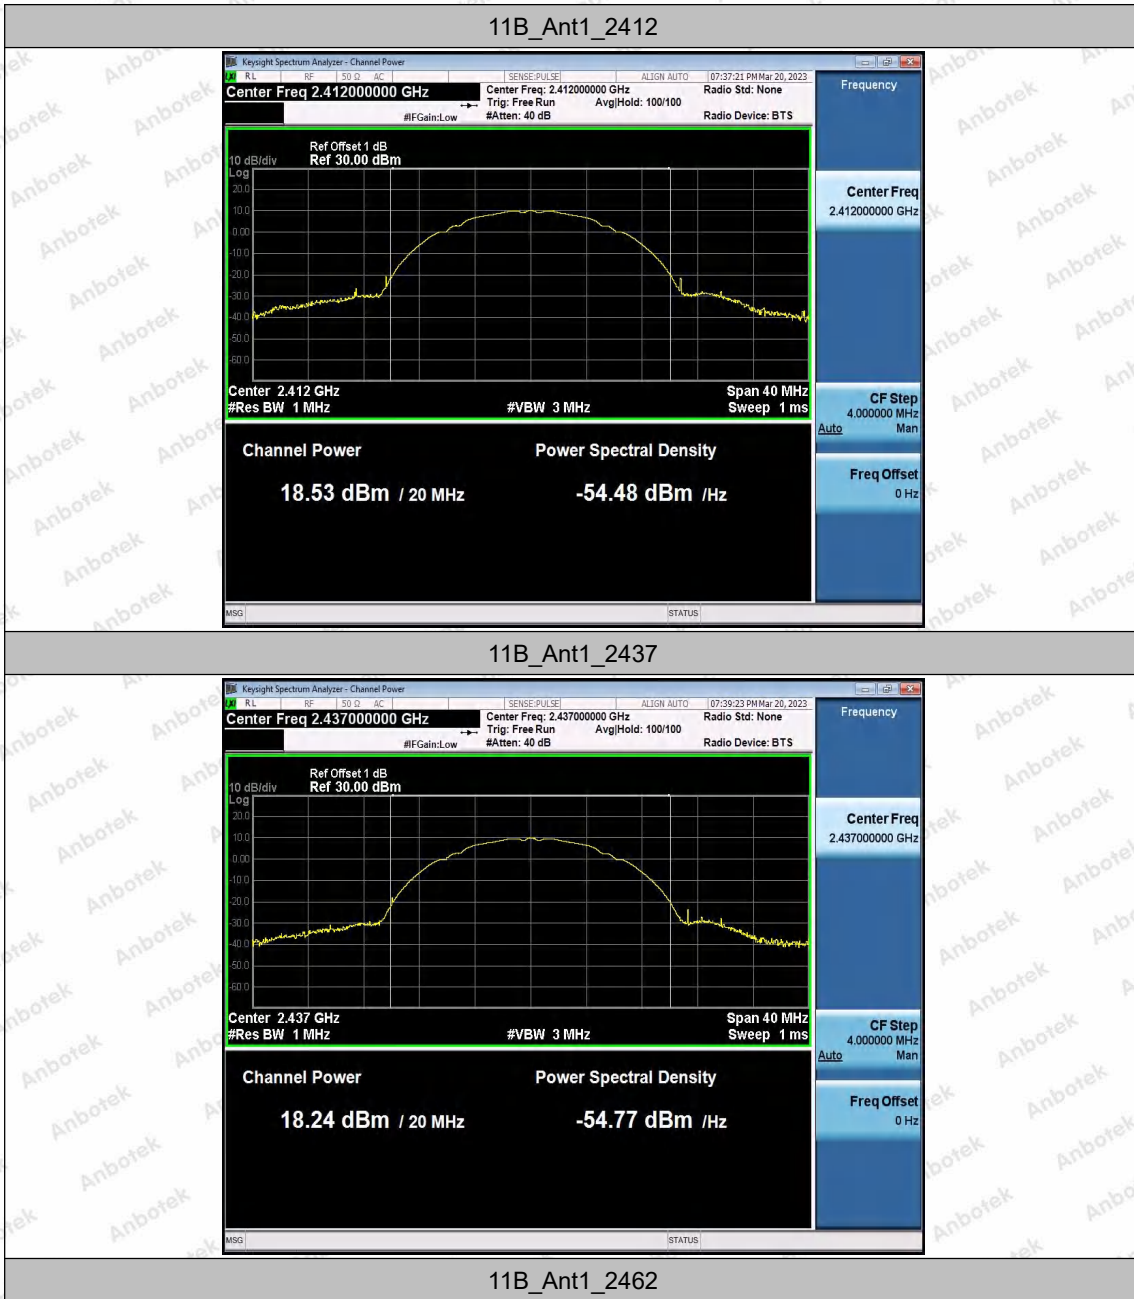 11B_Ant1_2412
Keysight Spectrum Analyzer - Channel Power
RL RF 50 Ω AC SENSE:PULSE ALIGN AUTO 07:37:21 PM Mar 20, 2023
Center Freq 2.412000000 GHz
Center Freq: 2.412000000 GHz Radio Std: None
Trig: Free Run Avg|Hold: 100/100
#IFGain:Low #Atten: 40 dB Radio Device: BTS
Frequency
Ref Offset 1 dB
10 dB/div Ref 30.00 dBm
Log
20.0
10.0
0.00
-10.0
-20.0
-30.0
-40.0
-50.0
-60.0
Center 2.412 GHz Span 40 MHz
#Res BW 1 MHz #VBW 3 MHz Sweep 1 ms
Channel Power Power Spectral Density
18.53 dBm / 20 MHz -54.48 dBm /Hz
Center Freq
2.412000000 GHz
CF Step
4.000000 MHz
Auto Man
Freq Offset
0 Hz
MSG STATUS
11B_Ant1_2437
Keysight Spectrum Analyzer - Channel Power
RL RF 50 Ω AC SENSE:PULSE ALIGN AUTO 07:39:23 PM Mar 20, 2023
Center Freq 2.437000000 GHz
Center Freq: 2.437000000 GHz Radio Std: None
Trig: Free Run Avg|Hold: 100/100
#IFGain:Low #Atten: 40 dB Radio Device: BTS
Frequency
Ref Offset 1 dB
10 dB/div Ref 30.00 dBm
Log
20.0
10.0
0.00
-10.0
-20.0
-30.0
-40.0
-50.0
-60.0
Center 2.437 GHz Span 40 MHz
#Res BW 1 MHz #VBW 3 MHz Sweep 1 ms
Channel Power Power Spectral Density
18.24 dBm / 20 MHz -54.77 dBm /Hz
Center Freq
2.437000000 GHz
CF Step
4.000000 MHz
Auto Man
Freq Offset
0 Hz
MSG STATUS
11B_Ant1_2462
Anbotek